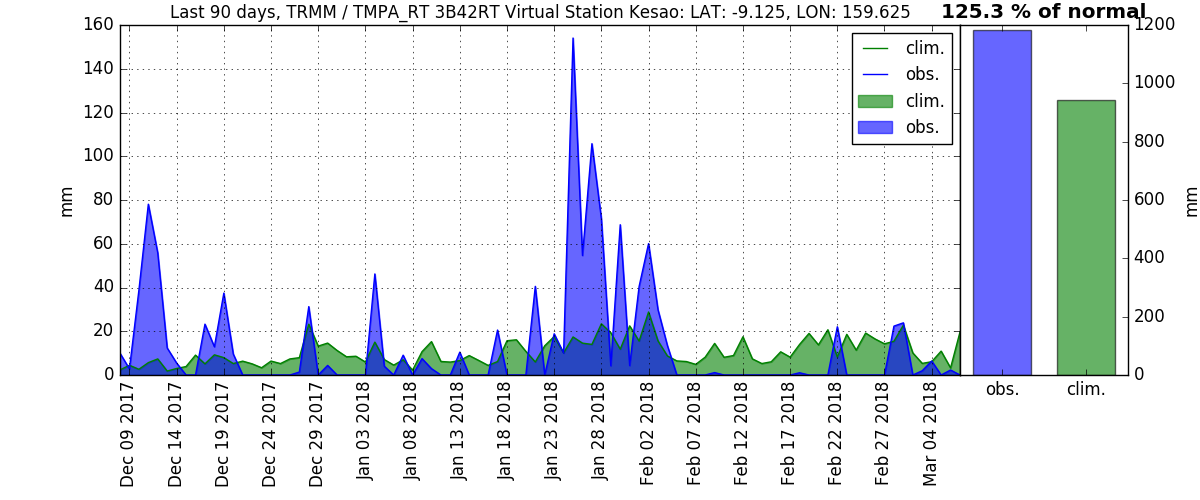 Last 90 days, TRMM / TMPA_RT 3B42RT Virtual Station Kesao: LAT: -9.125, LON: 159.625
125.3 % of normal
160
140
120
100
80
60
40
20
0
mm
clim.
obs.
clim.
obs.
Dec 09 2017
Dec 14 2017
Dec 19 2017
Dec 24 2017
Dec 29 2017
Jan 03 2018
Jan 08 2018
Jan 13 2018
Jan 18 2018
Jan 23 2018
Jan 28 2018
Feb 02 2018
Feb 07 2018
Feb 12 2018
Feb 17 2018
Feb 22 2018
Feb 27 2018
Mar 04 2018
1200
1000
800
600
400
200
0
mm
obs.
clim.